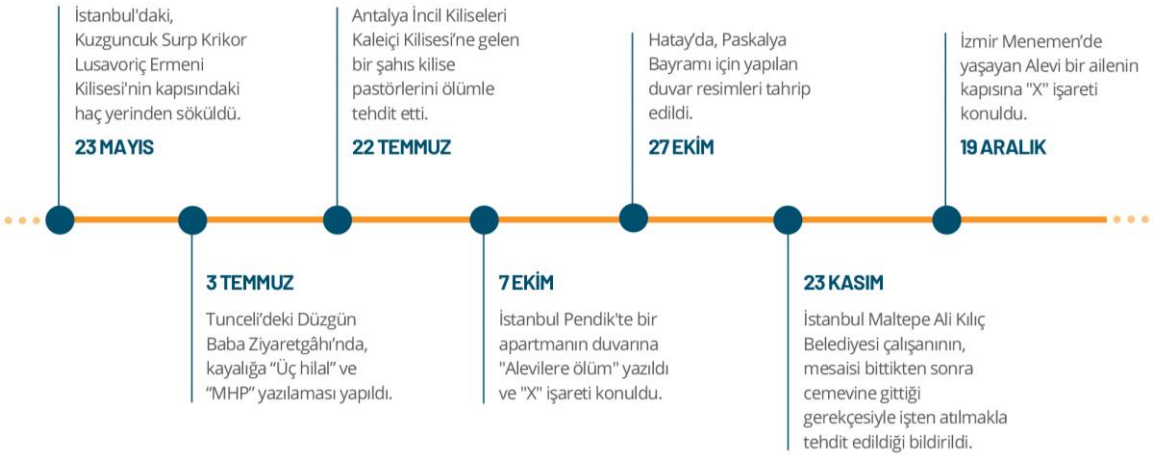 İstanbul'daki,
Kuzguncuk Surp Krikor
Lusavoriç Ermeni
Kilisesi'nin kapısındaki
haç yerinden söküldü.
23 MAYIS
3 TEMMUZ
Tunceli’deki Düzgün
Baba Ziyaretgâhı’nda,
kayalığa “Üç hilal” ve
“MHP” yazılaması yapıldı.
Antalya İncil Kiliseleri
Kaleiçi Kilisesi’ne gelen
bir şahıs kilise
pastörlerini ölümle
tehdit etti.
22 TEMMUZ
7 EKİM
İstanbul Pendik'te bir
apartmanın duvarına
"Alevilere ölüm" yazıldı
ve "X" işareti konuldu.
Hatay’da, Paskalya
Bayramı için yapılan
duvar resimleri tahrip
edildi.
27 EKİM
23 KASIM
İstanbul Maltepe Ali Kılıç
Belediyesi çalışanının,
mesaisi bittikten sonra
cemevine gittiği
gerekçesiyle işten atılmakla
tehdit edildiği bildirildi.
İzmir Menemen’de
yaşayan Alevi bir ailenin
kapısına "X" işareti
konuldu.
19 ARALIK